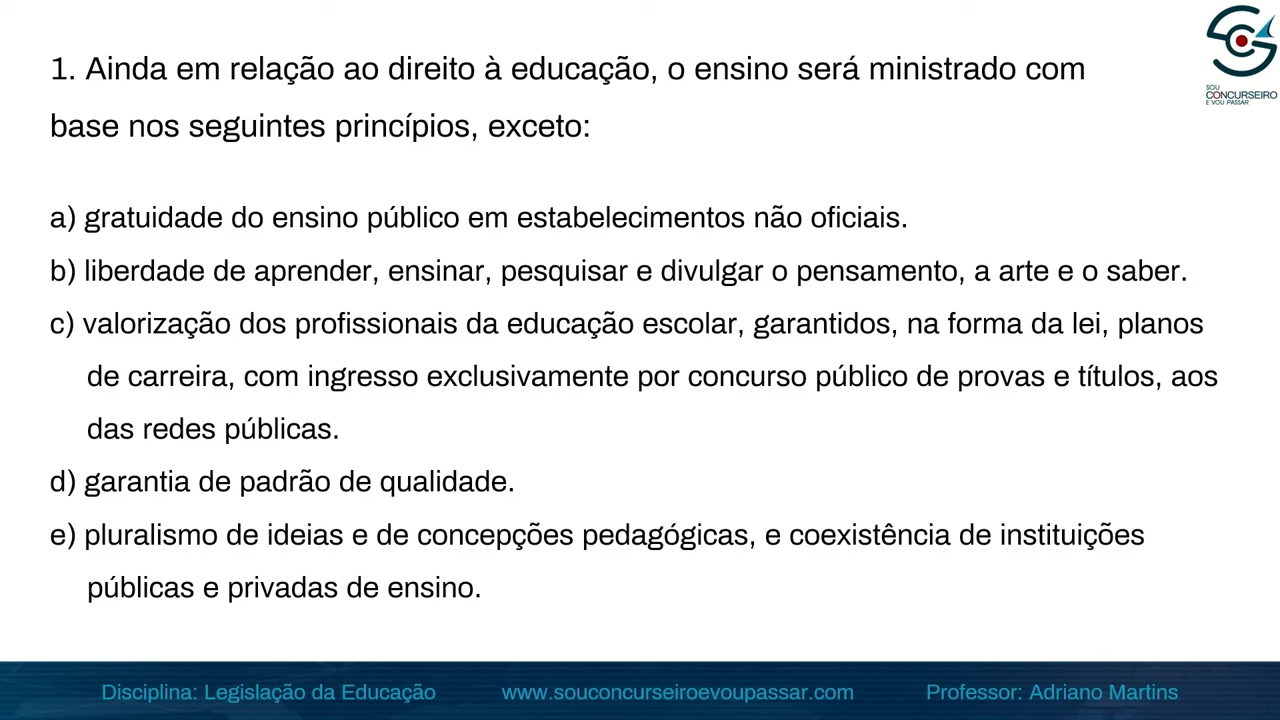 SOU
CONCURSEIRO
E VOU PASSAR
1. Ainda em relação ao direito à educação, o ensino será ministrado com
base nos seguintes princípios, exceto:
a) gratuidade do ensino público em estabelecimentos não oficiais.
b) liberdade de aprender, ensinar, pesquisar e divulgar o pensamento, a arte e o saber.
c) valorização dos profissionais da educação escolar, garantidos, na forma da lei, planos
de carreira, com ingresso exclusivamente por concurso público de provas e títulos, aos
das redes públicas.
d) garantia de padrão de qualidade.
e) pluralismo de ideias e de concepções pedagógicas, e coexistência de instituições
públicas e privadas de ensino.
Disciplina: Legislação da Educação www.souconcurseiroevoupassar.com Professor: Adriano Martins